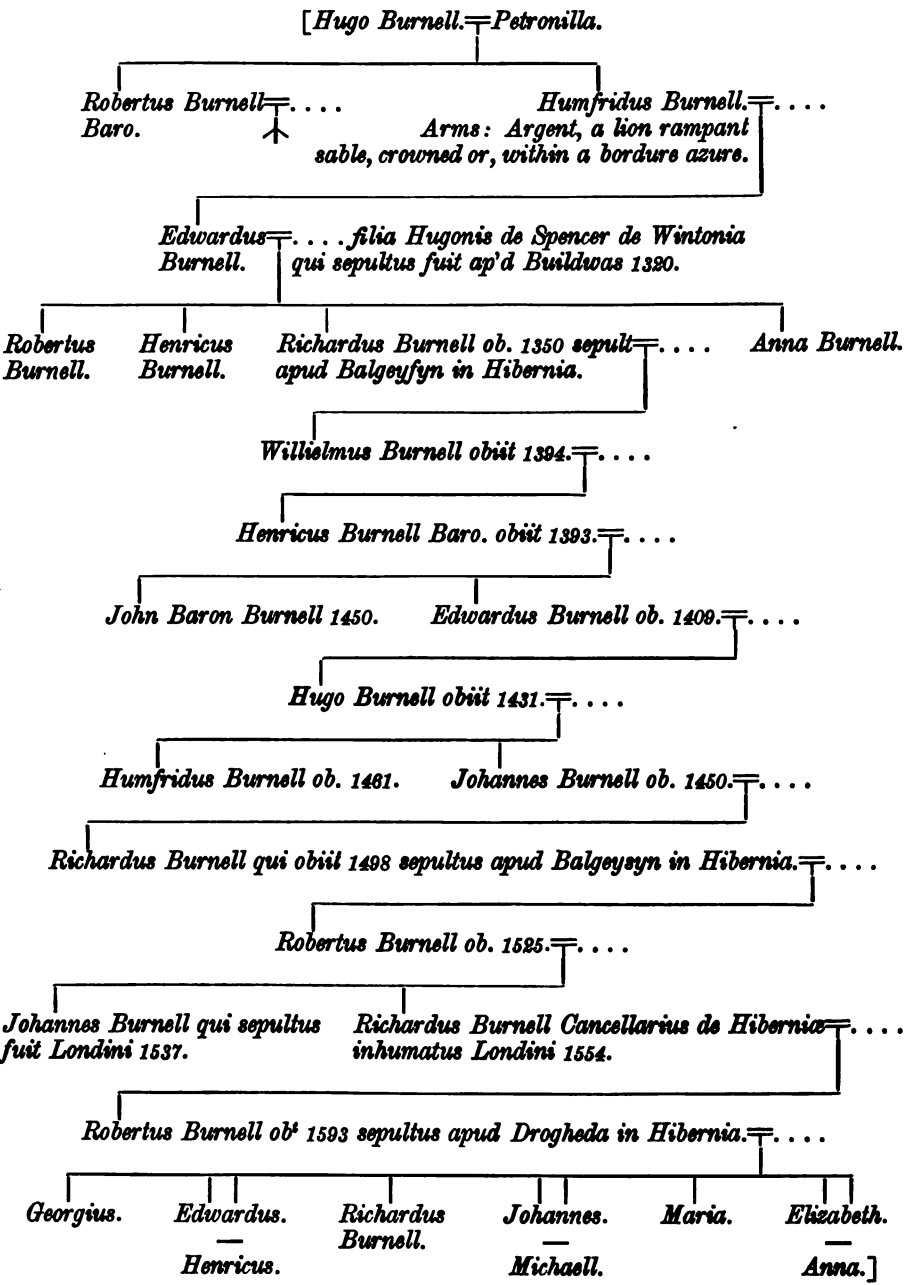 [Hugo Burnell.=Petronilla.
Robertus Burnell=....
Baro.
Humfridus Burnell.=....
Arms: Argent, a lion rampant
sable, crowned or, within a bordure azure.
Edwardus=....filia Hugonis de Spencer de Wintonia
Burnell. qui sepultus fuit ap'd Buildwas 1320.
Robertus
Burnell.
Henricus
Burnell.
Richardus Burnell ob. 1350 sepult=....
apud Balgeyfyn in Hibernia.
Anna Burnell.
Willielmus Burnell obiit 1394.=....
Henricus Burnell Baro. obiit 1393.=....
John Baron Burnell 1450.
Edwardus Burnell ob. 1409.=....
Hugo Burnell obiit 1431.=....
Humfridus Burnell ob. 1461.
Johannes Burnell ob. 1450.=....
Richardus Burnell qui obiit 1498 sepultus apud Balgeysyn in Hibernia.=....
Robertus Burnell ob. 1525.=....
Johannes Burnell qui sepultus
fuit Londini 1537.
Richardus Burnell Cancellarius de Hibernia=....
inhumatus Londini 1554.
Robertus Burnell obᵗ 1593 sepultus apud Drogheda in Hibernia.=....
Georgius.
Edwardus.
Henricus.
Richardus
Burnell.
Johannes.
Michaell.
Maria.
Elizabeth.
Anna.]